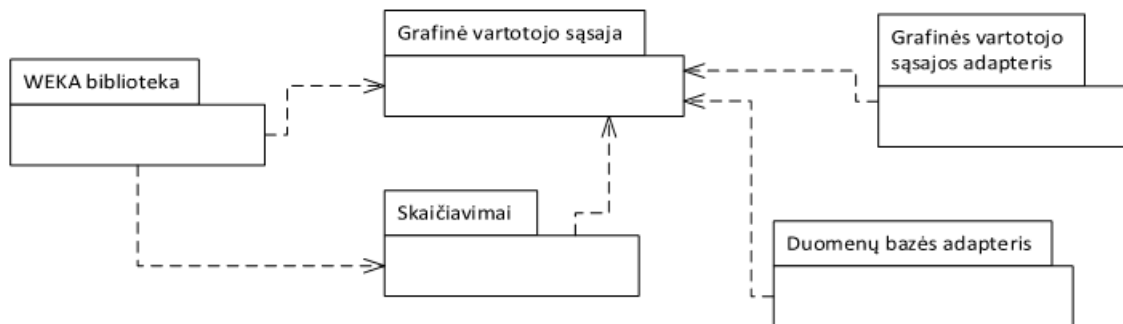 Grafinė vartotojo sąsaja
Grafinės vartotojo
sąsajos adapteris
WEKA biblioteka
Skaičiavimai
Duomenų bazės adapteris